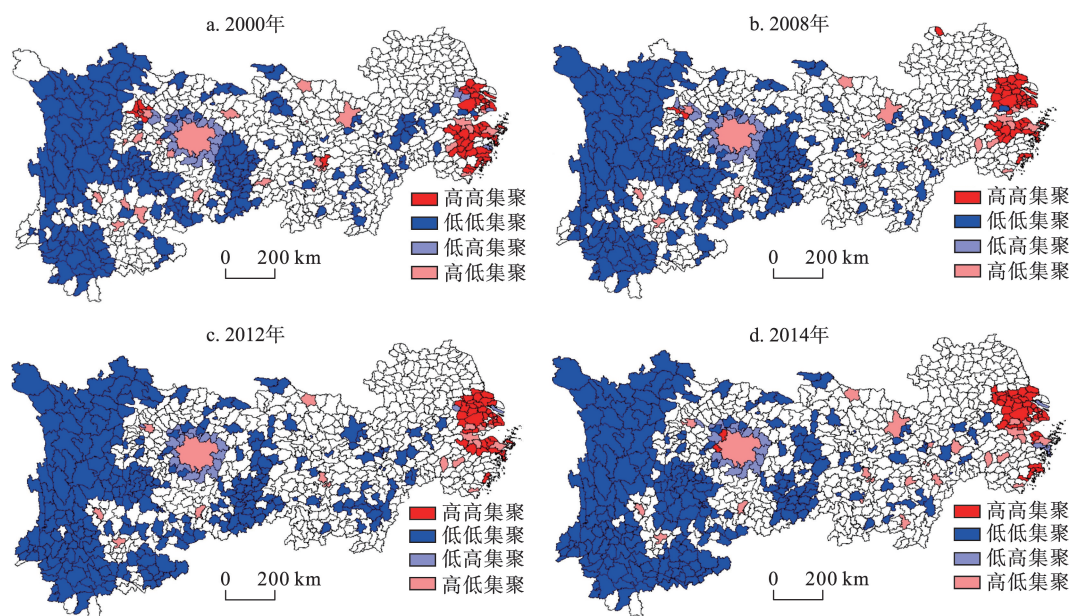 a. 2000年
高高集聚
低低集聚
低高集聚
高低集聚
0 200 km
b. 2008年
高高集聚
低低集聚
低高集聚
高低集聚
0 200 km
c. 2012年
高高集聚
低低集聚
低高集聚
高低集聚
0 200 km
d. 2014年
高高集聚
低低集聚
低高集聚
高低集聚
0 200 km